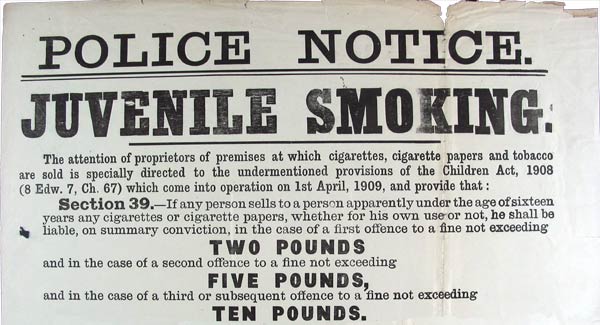 POLICE NOTICE.
JUVENILE SMOKING.
The attention of proprietors of premises at which cigarettes, cigarette papers and tobacco
are sold is specially directed to the undermentioned provisions of the Children Act, 1908
(8 Edw. 7, Ch. 67) which come into operation on 1st April, 1909, and provide that :
Section 39.—If any person sells to a person apparently under the age of sixteen
years any cigarettes or cigarette papers, whether for his own use or not, he shall be
liable, on summary conviction, in the case of a first offence to a fine not exceeding
TWO POUNDS
and in the case of a second offence to a fine not exceeding
FIVE POUNDS,
and in the case of a third or subsequent offence to a fine not exceeding
TEN POUNDS.